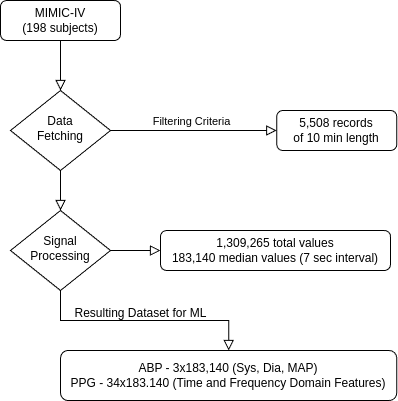 MIMIC-IV
(198 subjects)
Data
Fetching
Filtering Criteria
5,508 records
of 10 min length
Signal
Processing
1,309,265 total values
183,140 median values (7 sec interval)
Resulting Dataset for ML
ABP - 3x183,140 (Sys, Dia, MAP)
PPG - 34x183.140 (Time and Frequency Domain Features)